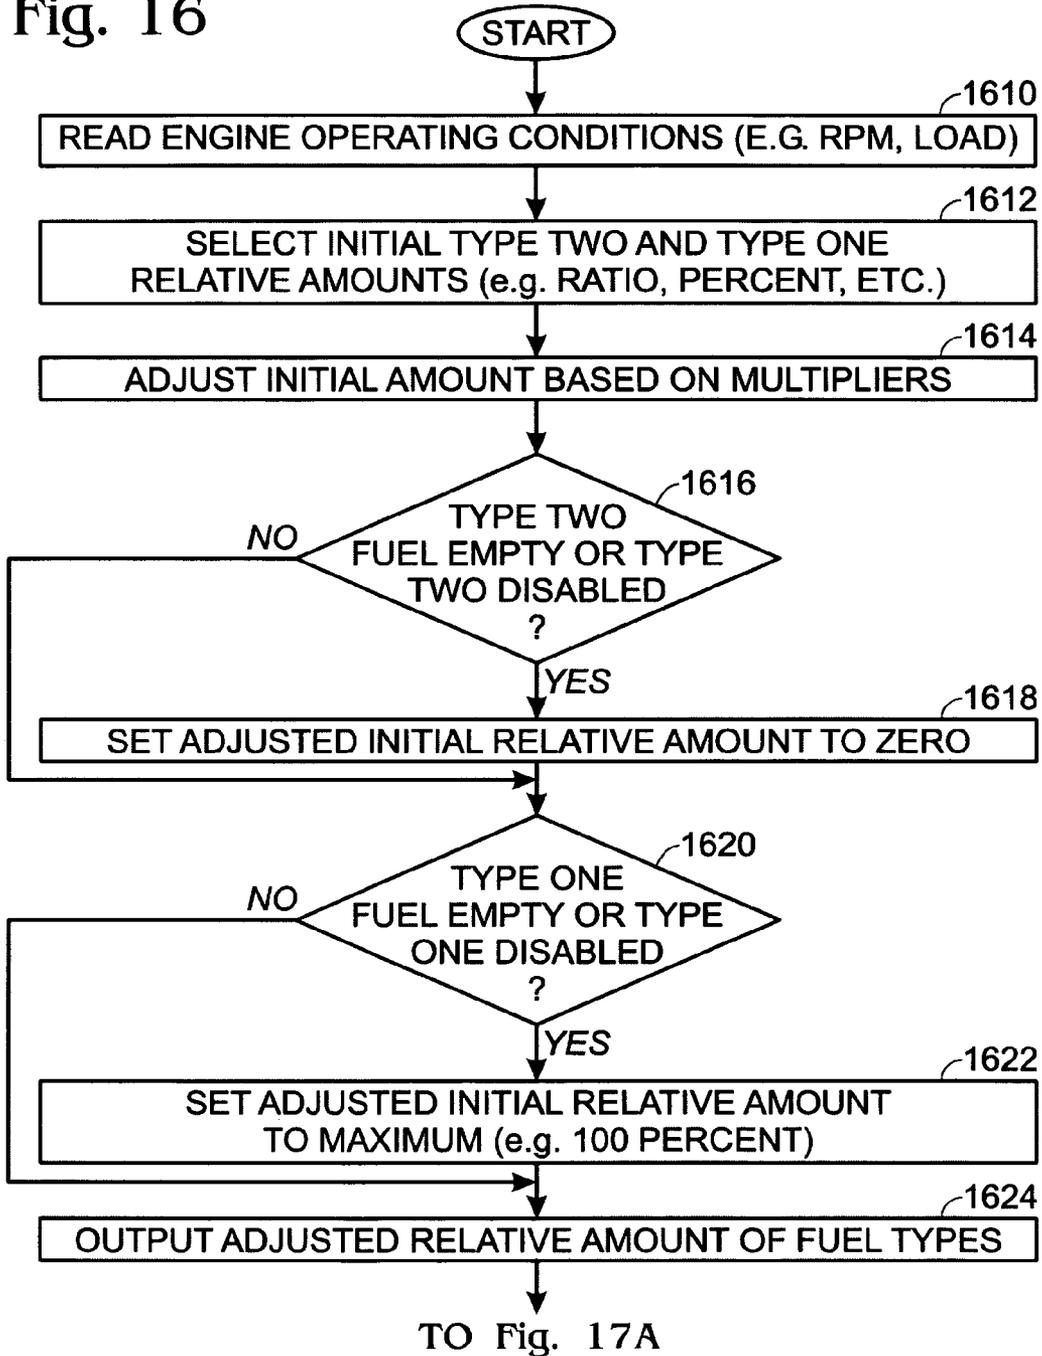 Fig. 16
START
1610
READ ENGINE OPERATING CONDITIONS (E.G. RPM, LOAD)
1612
SELECT INITIAL TYPE TWO AND TYPE ONE
RELATIVE AMOUNTS (e.g. RATIO, PERCENT, ETC.)
1614
ADJUST INITIAL AMOUNT BASED ON MULTIPLIERS
1616
TYPE TWO
FUEL EMPTY OR TYPE
TWO DISABLED
?
NO
YES
1618
SET ADJUSTED INITIAL RELATIVE AMOUNT TO ZERO
1620
TYPE ONE
FUEL EMPTY OR TYPE
ONE DISABLED
?
NO
YES
1622
SET ADJUSTED INITIAL RELATIVE AMOUNT
TO MAXIMUM (e.g. 100 PERCENT)
1624
OUTPUT ADJUSTED RELATIVE AMOUNT OF FUEL TYPES
TO Fig. 17A